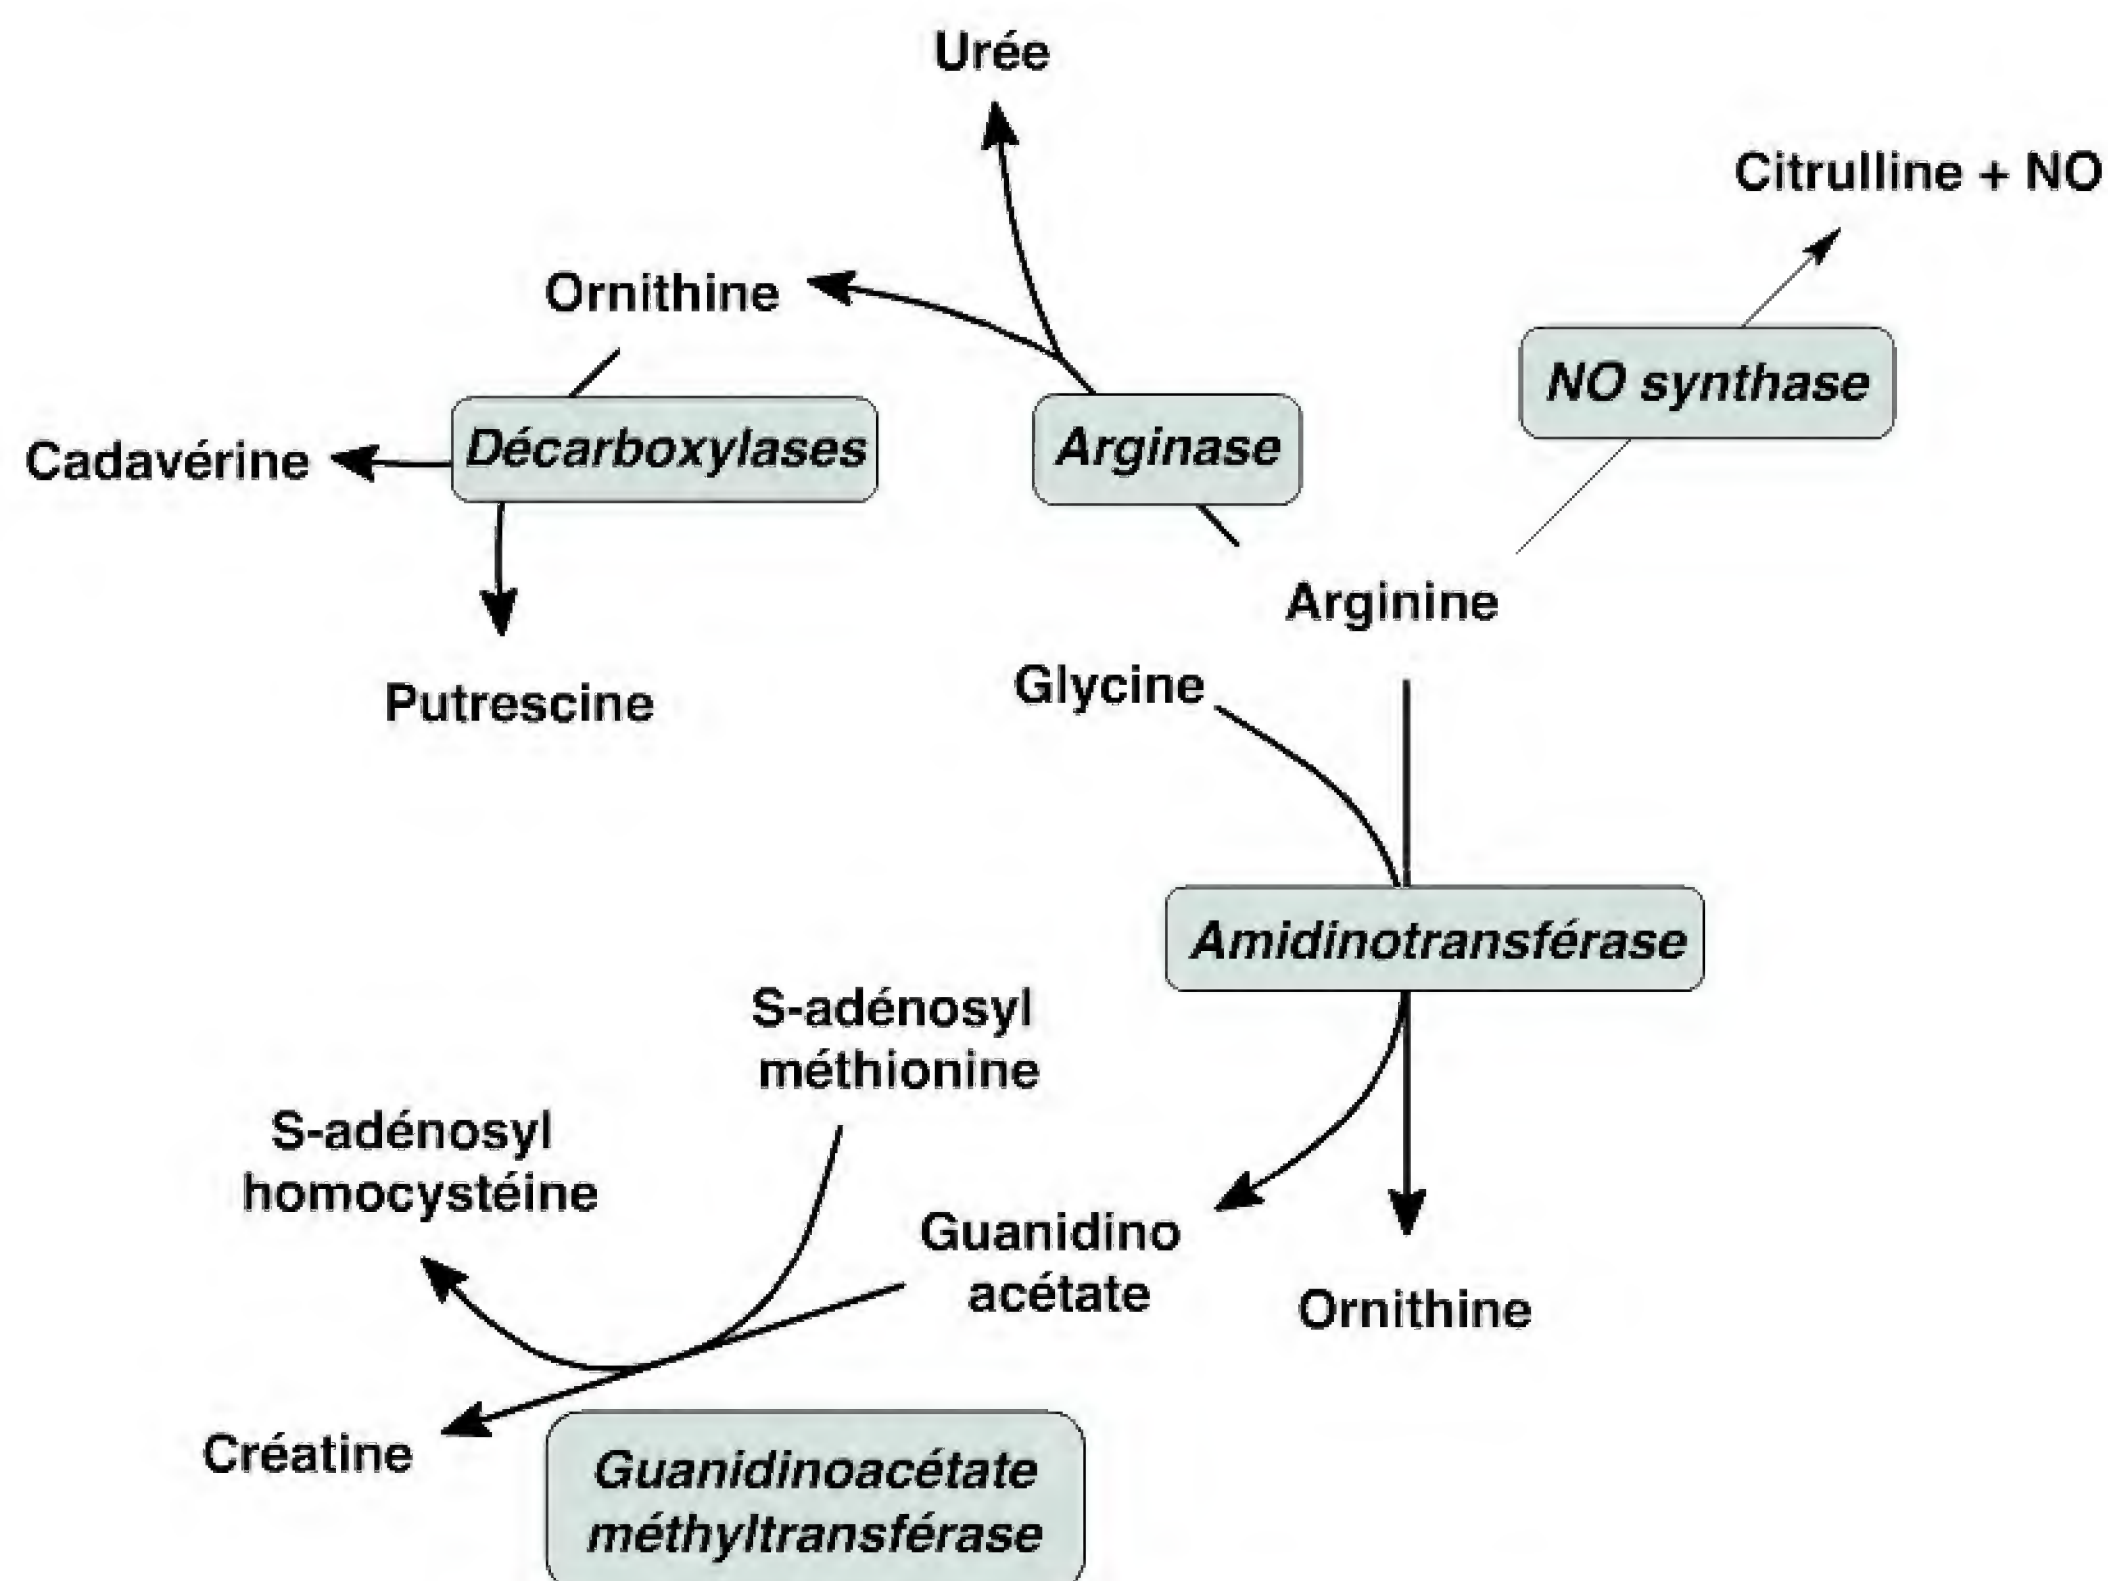 Urée
Citrulline + NO
Ornithine
NO synthase
Décarboxylases
Arginase
Cadavérine
Arginine
Glycine
Putrescine
Amidinotransférase
S-adénosyl
méthionine
S-adénosyl
homocystéine
Guanidino
acétate
Ornithine
Créatine
Guanidinoacétate
méthyltransférase